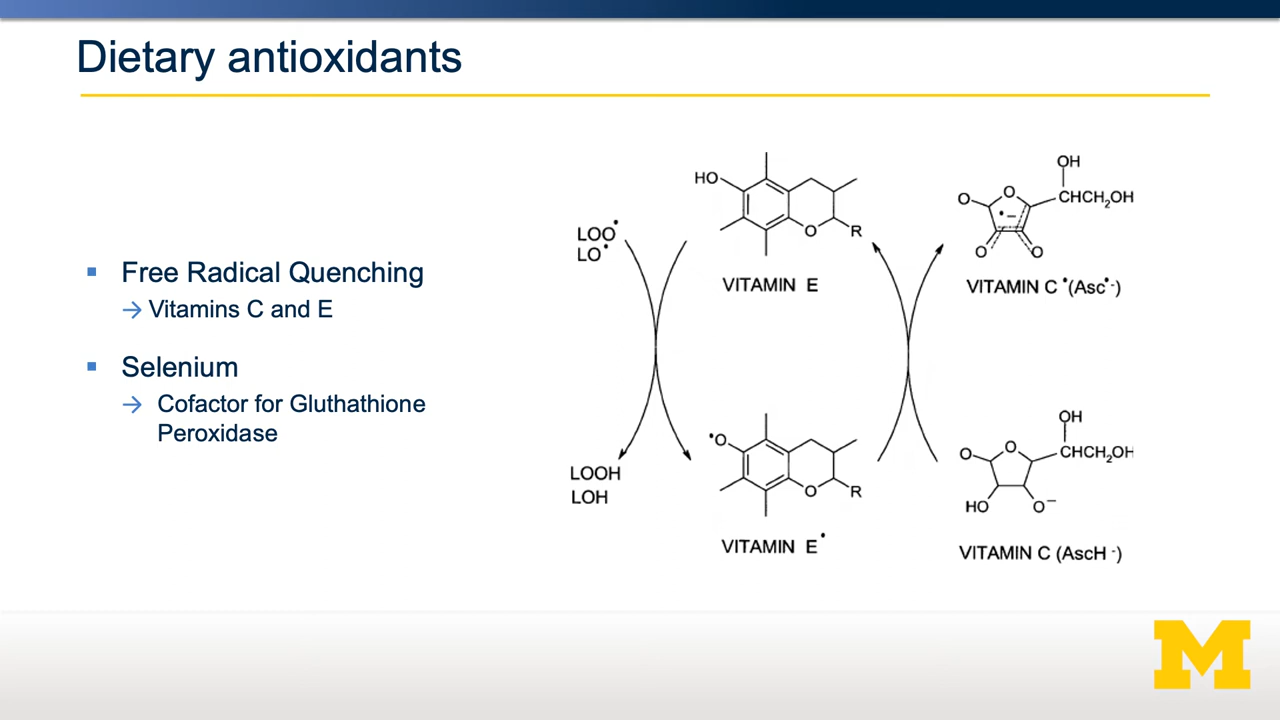 Dietary antioxidants
Free Radical Quenching
→ Vitamins C and E
Selenium
→ Cofactor for Gluthathione
Peroxidase
LOO•
LO•
LOOH
LOH
HO
O
R
VITAMIN E
•O
O
R
VITAMIN E•
OH
O
O
CHCH₂OH
•−
O
O
VITAMIN C •(Asc•-)
OH
O
O
CHCH₂OH
HO
O−
VITAMIN C (AscH -)
M